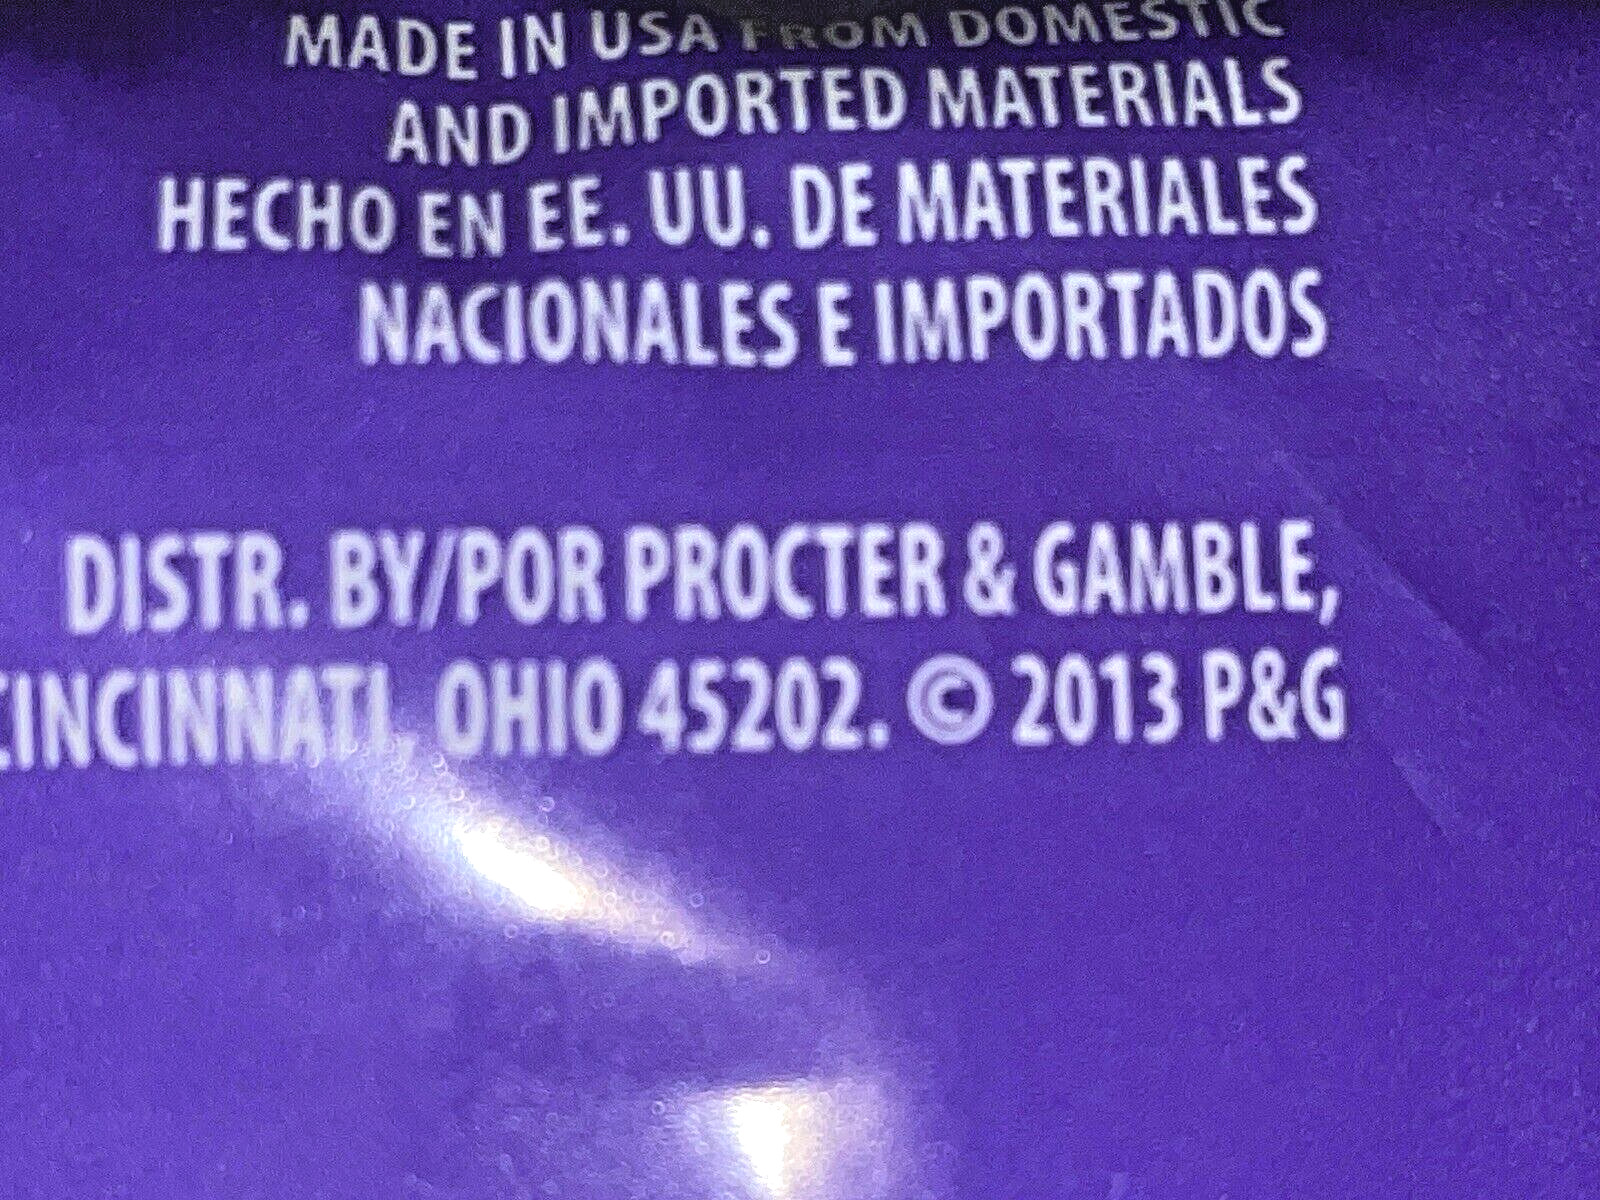 MADE IN USA FROM DOMESTIC
AND IMPORTED MATERIALS
HECHO EN EE. UU. DE MATERIALES
NACIONALES E IMPORTADOS
DISTR. BY/POR PROCTER & GAMBLE,
CINCINNATI, OHIO 45202. © 2013 P&G